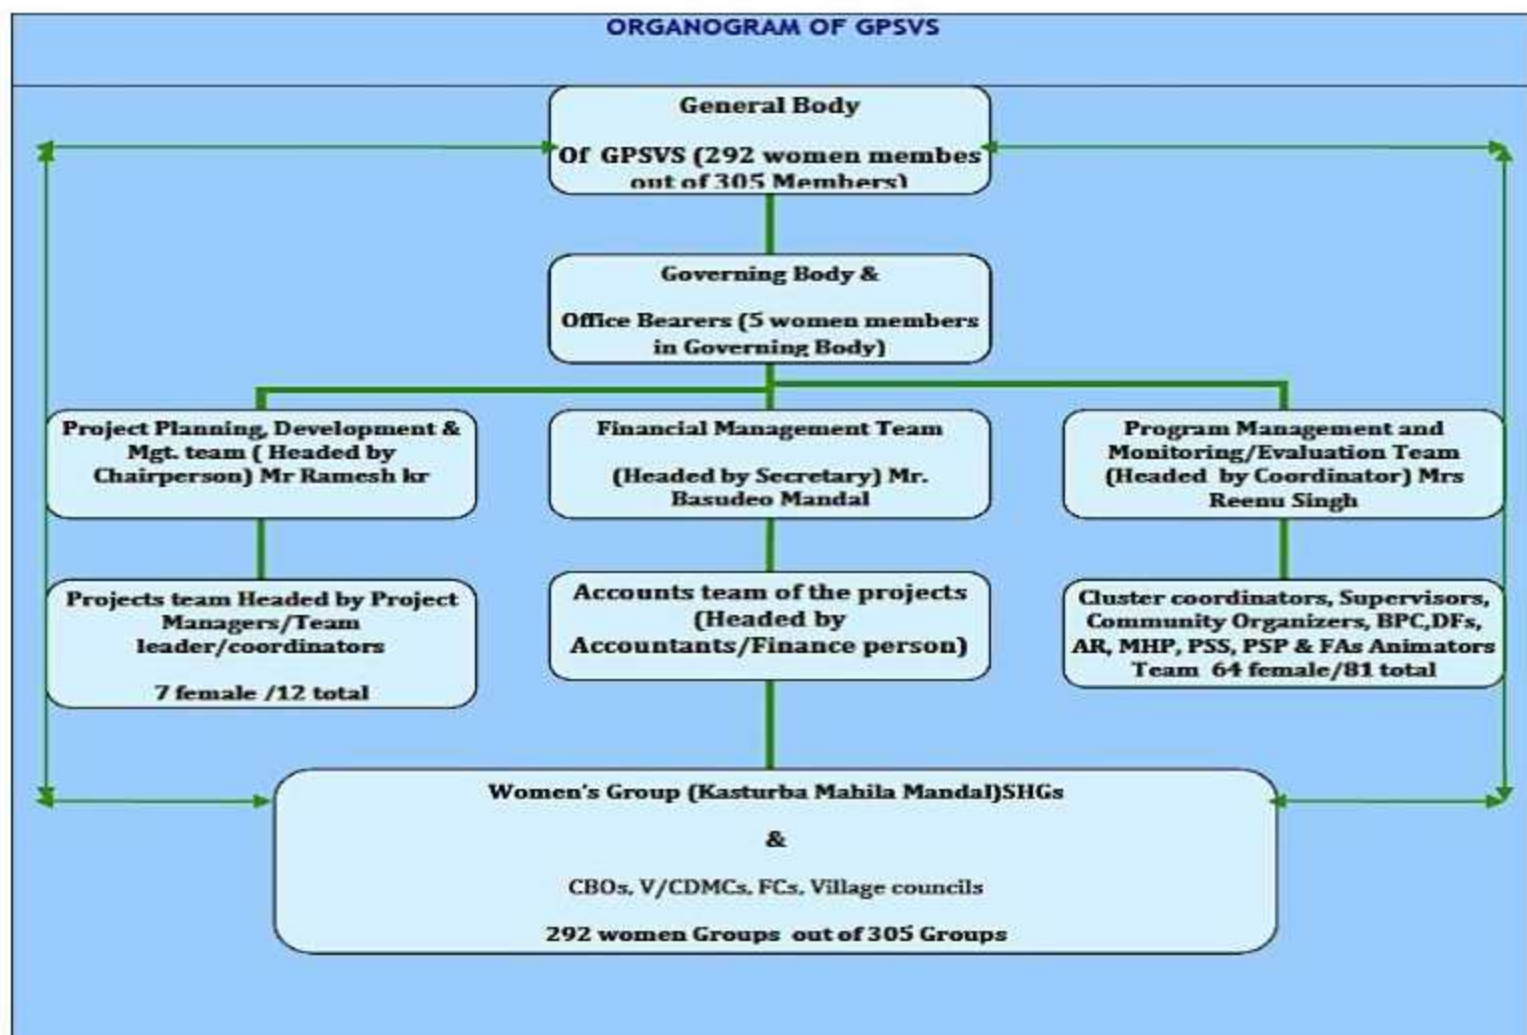 ORGANOGRAM OF GPSVS
General Body
Of GPSVS (292 women membes
out of 305 Members)
Governing Body &
Office Bearers (5 women members
in Governing Body)
Project Planning, Development &
Mgt. team ( Headed by
Chairperson) Mr Ramesh kr
Financial Management Team
(Headed by Secretary) Mr.
Basudeo Mandal
Program Management and
Monitoring/Evaluation Team
(Headed by Coordinator) Mrs
Reenu Singh
Projects team Headed by Project
Managers/Team
leader/coordinators
7 female /12 total
Accounts team of the projects
(Headed by
Accountants/Finance person)
Cluster coordinators, Supervisors,
Community Organizers, BPC,DFs,
AR, MHP, PSS, PSP & FAs Animators
Team 64 female/81 total
Women's Group (Kasturba Mahila Mandal)SHGs
&
CBOs, V/CDMCs, FCs, Village councils
292 women Groups out of 305 Groups